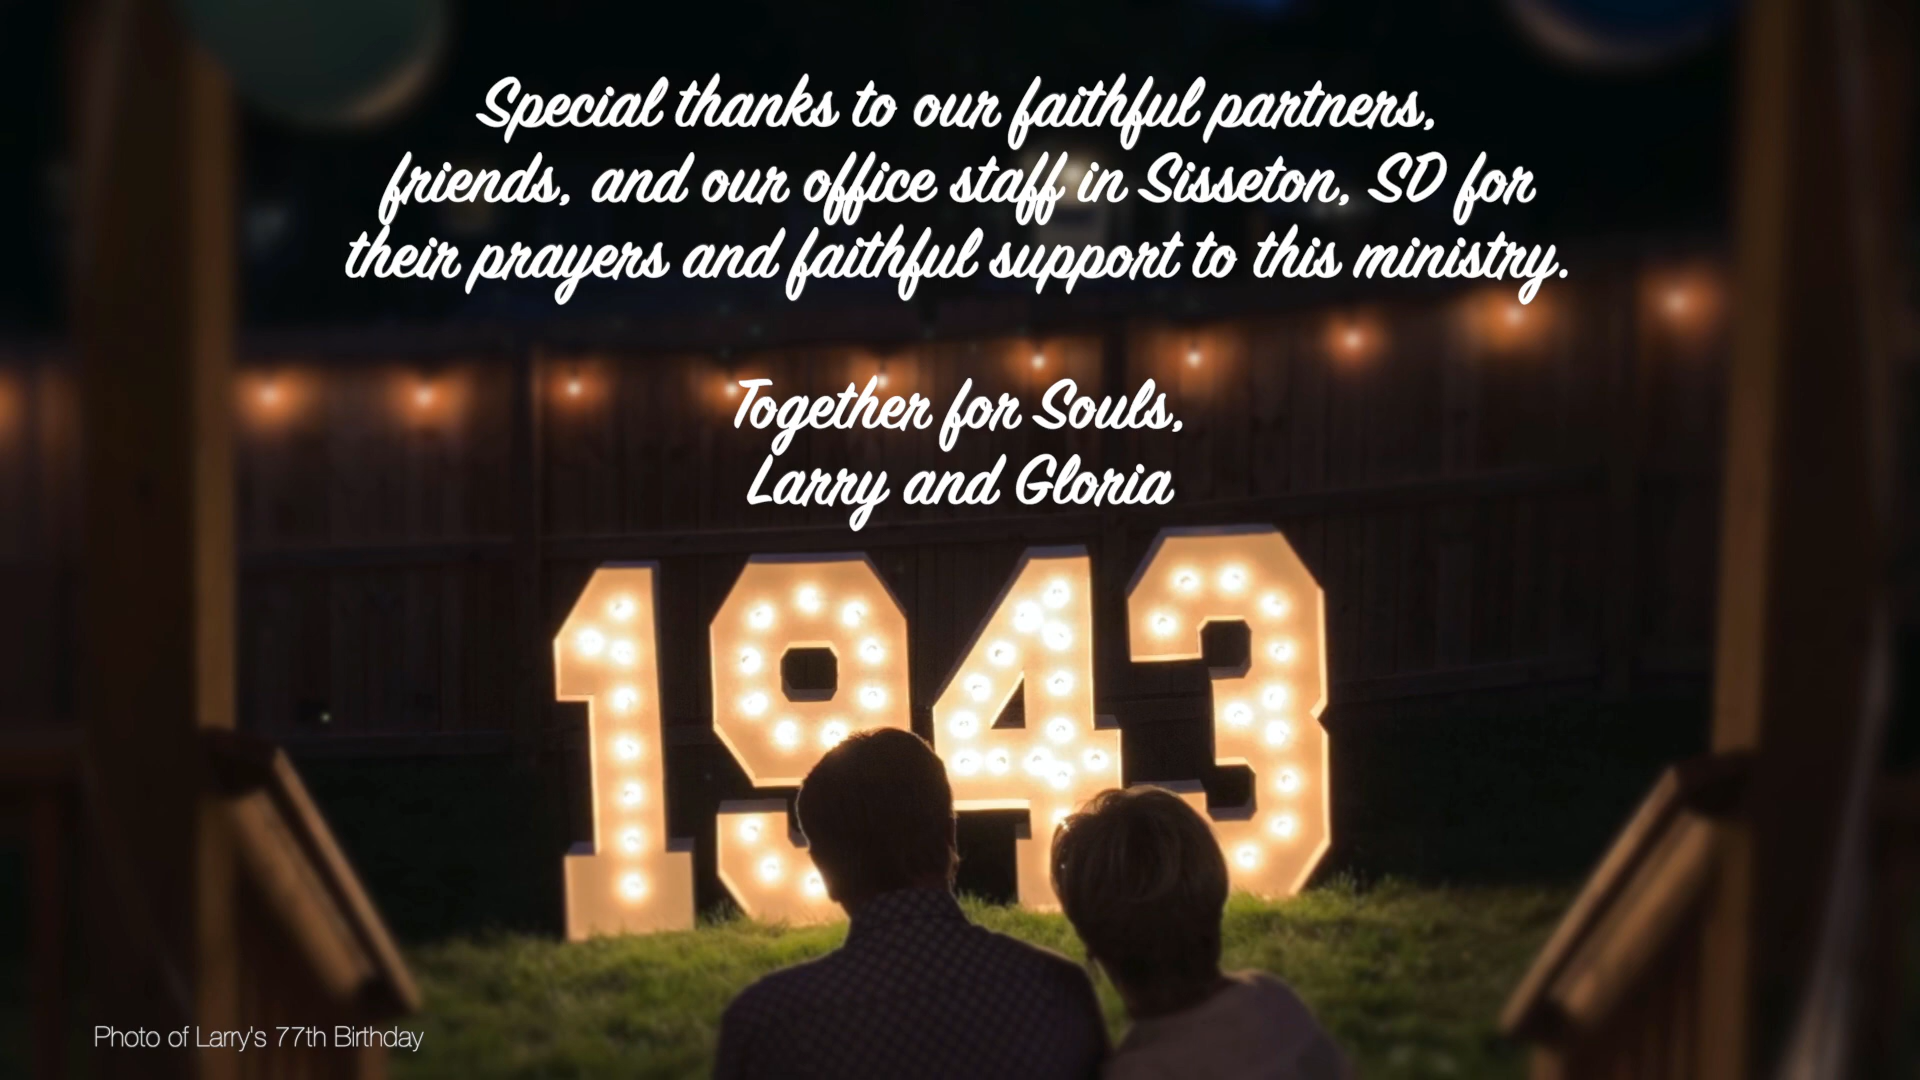 Special thanks to our faithful partners,
friends, and our office staff in Sisseton, SD for
their prayers and faithful support to this ministry.
Together for Souls,
Larry and Gloria
1943
Photo of Larry's 77th Birthday